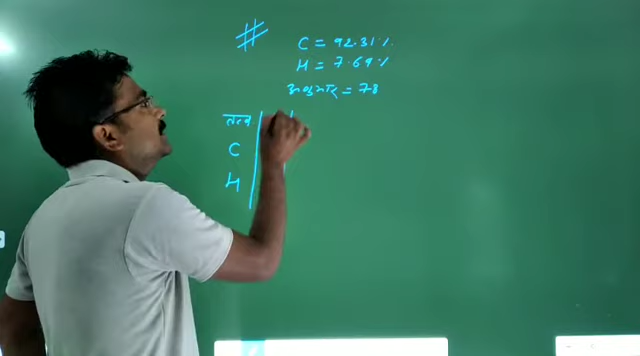 #
C = 92.31%
H = 7.69%
अणुभार = 78
तत्व
C
H